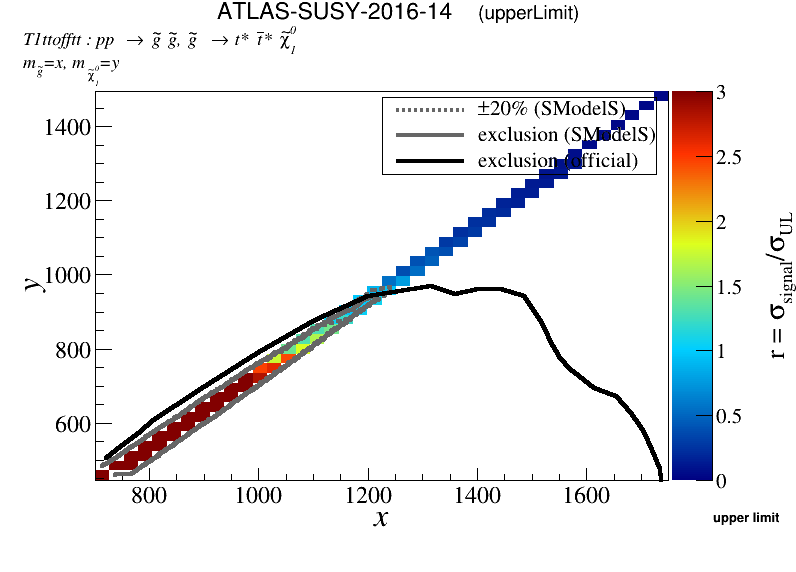 ATLAS-SUSY-2016-14 (upperLimit)
T1ttofftt : pp → g̃ g̃, g̃ → t* t̄* χ̃⁰₁
m_g̃=x, m_χ̃⁰₁=y
±20% (SModelS)
exclusion (SModelS)
exclusion (official)
1400
1200
1000
800
600
y
800 1000 1200 1400 1600
x
3
2.5
2
1.5
1
0.5
0
r = σ_signal/σ_UL
upper limit